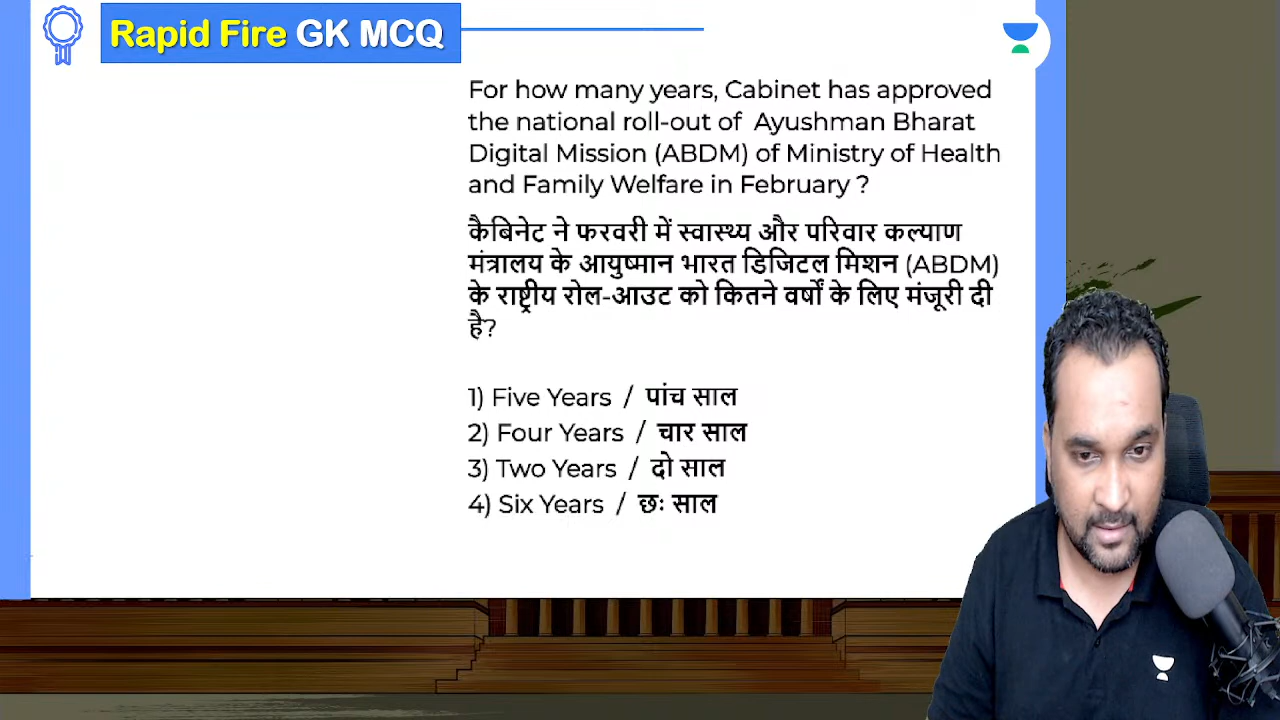 Rapid Fire GK MCQ
For how many years, Cabinet has approved
the national roll-out of Ayushman Bharat
Digital Mission (ABDM) of Ministry of Health
and Family Welfare in February ?
कैबिनेट ने फरवरी में स्वास्थ्य और परिवार कल्याण
मंत्रालय के आयुष्मान भारत डिजिटल मिशन (ABDM)
के राष्ट्रीय रोल-आउट को कितने वर्षों के लिए मंजूरी दी
है?
1) Five Years / पांच साल
2) Four Years / चार साल
3) Two Years / दो साल
4) Six Years / छः साल